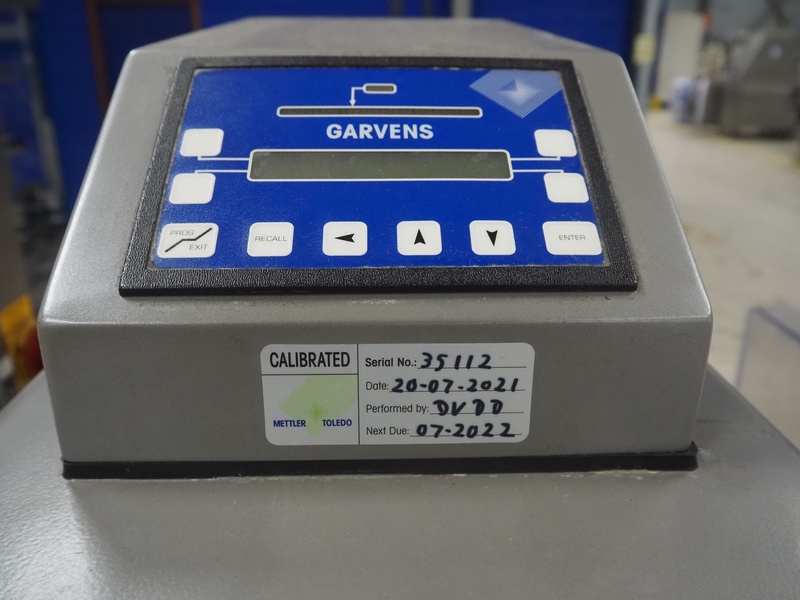 GARVENS
PROG
EXIT
RECALL
ENTER
CALIBRATED
METTLER TOLEDO
Serial No.: 35112
Date: 20-07-2021
Performed by: DVDD
Next Due: 07-2022